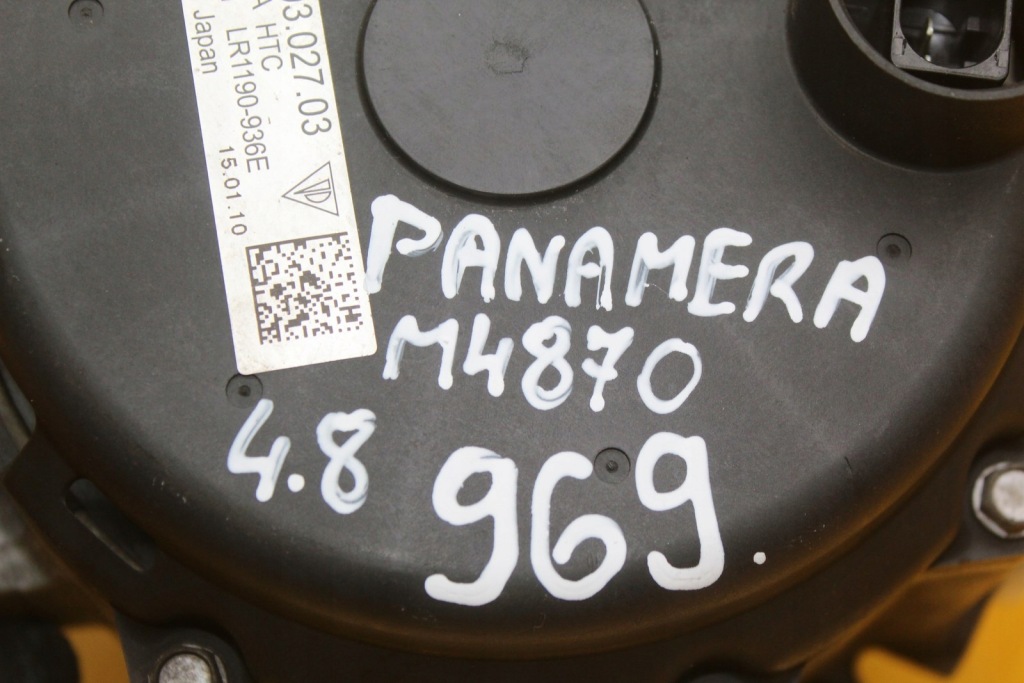 03.027.03
A HTC
LR1190-936E
Japan
15.01.10
PANAMERA
M4870
4.8
969.